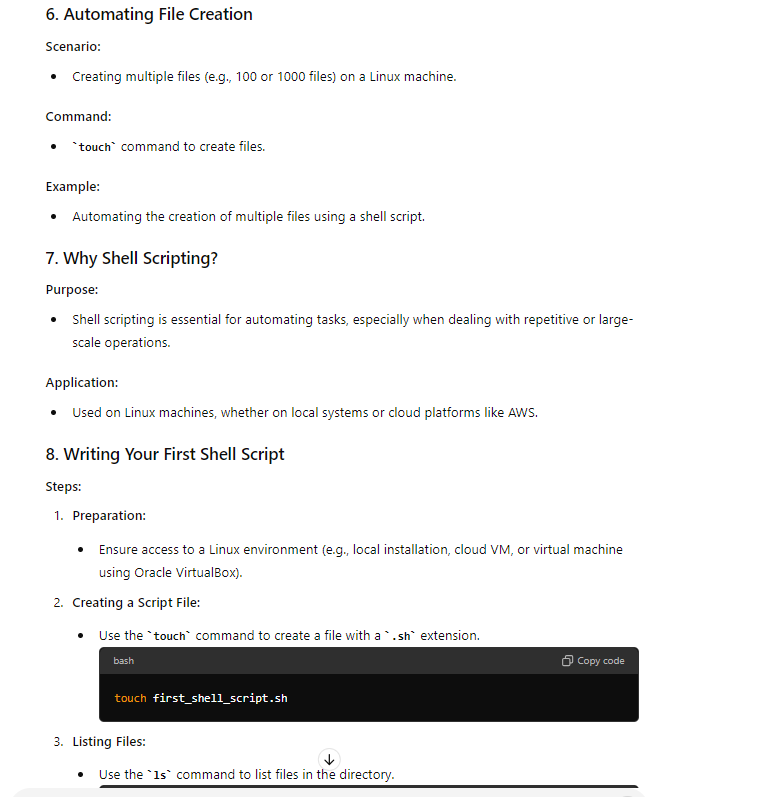 6. Automating File Creation
Scenario:
• Creating multiple files (e.g., 100 or 1000 files) on a Linux machine.
Command:
• `touch` command to create files.
Example:
• Automating the creation of multiple files using a shell script.
7. Why Shell Scripting?
Purpose:
• Shell scripting is essential for automating tasks, especially when dealing with repetitive or large-
scale operations.
Application:
• Used on Linux machines, whether on local systems or cloud platforms like AWS.
8. Writing Your First Shell Script
Steps:
1. Preparation:
• Ensure access to a Linux environment (e.g., local installation, cloud VM, or virtual machine
using Oracle VirtualBox).
2. Creating a Script File:
• Use the `touch` command to create a file with a `.sh` extension.
bash Copy code
touch first_shell_script.sh
3. Listing Files:
• Use the `ls` command to list files in the directory.